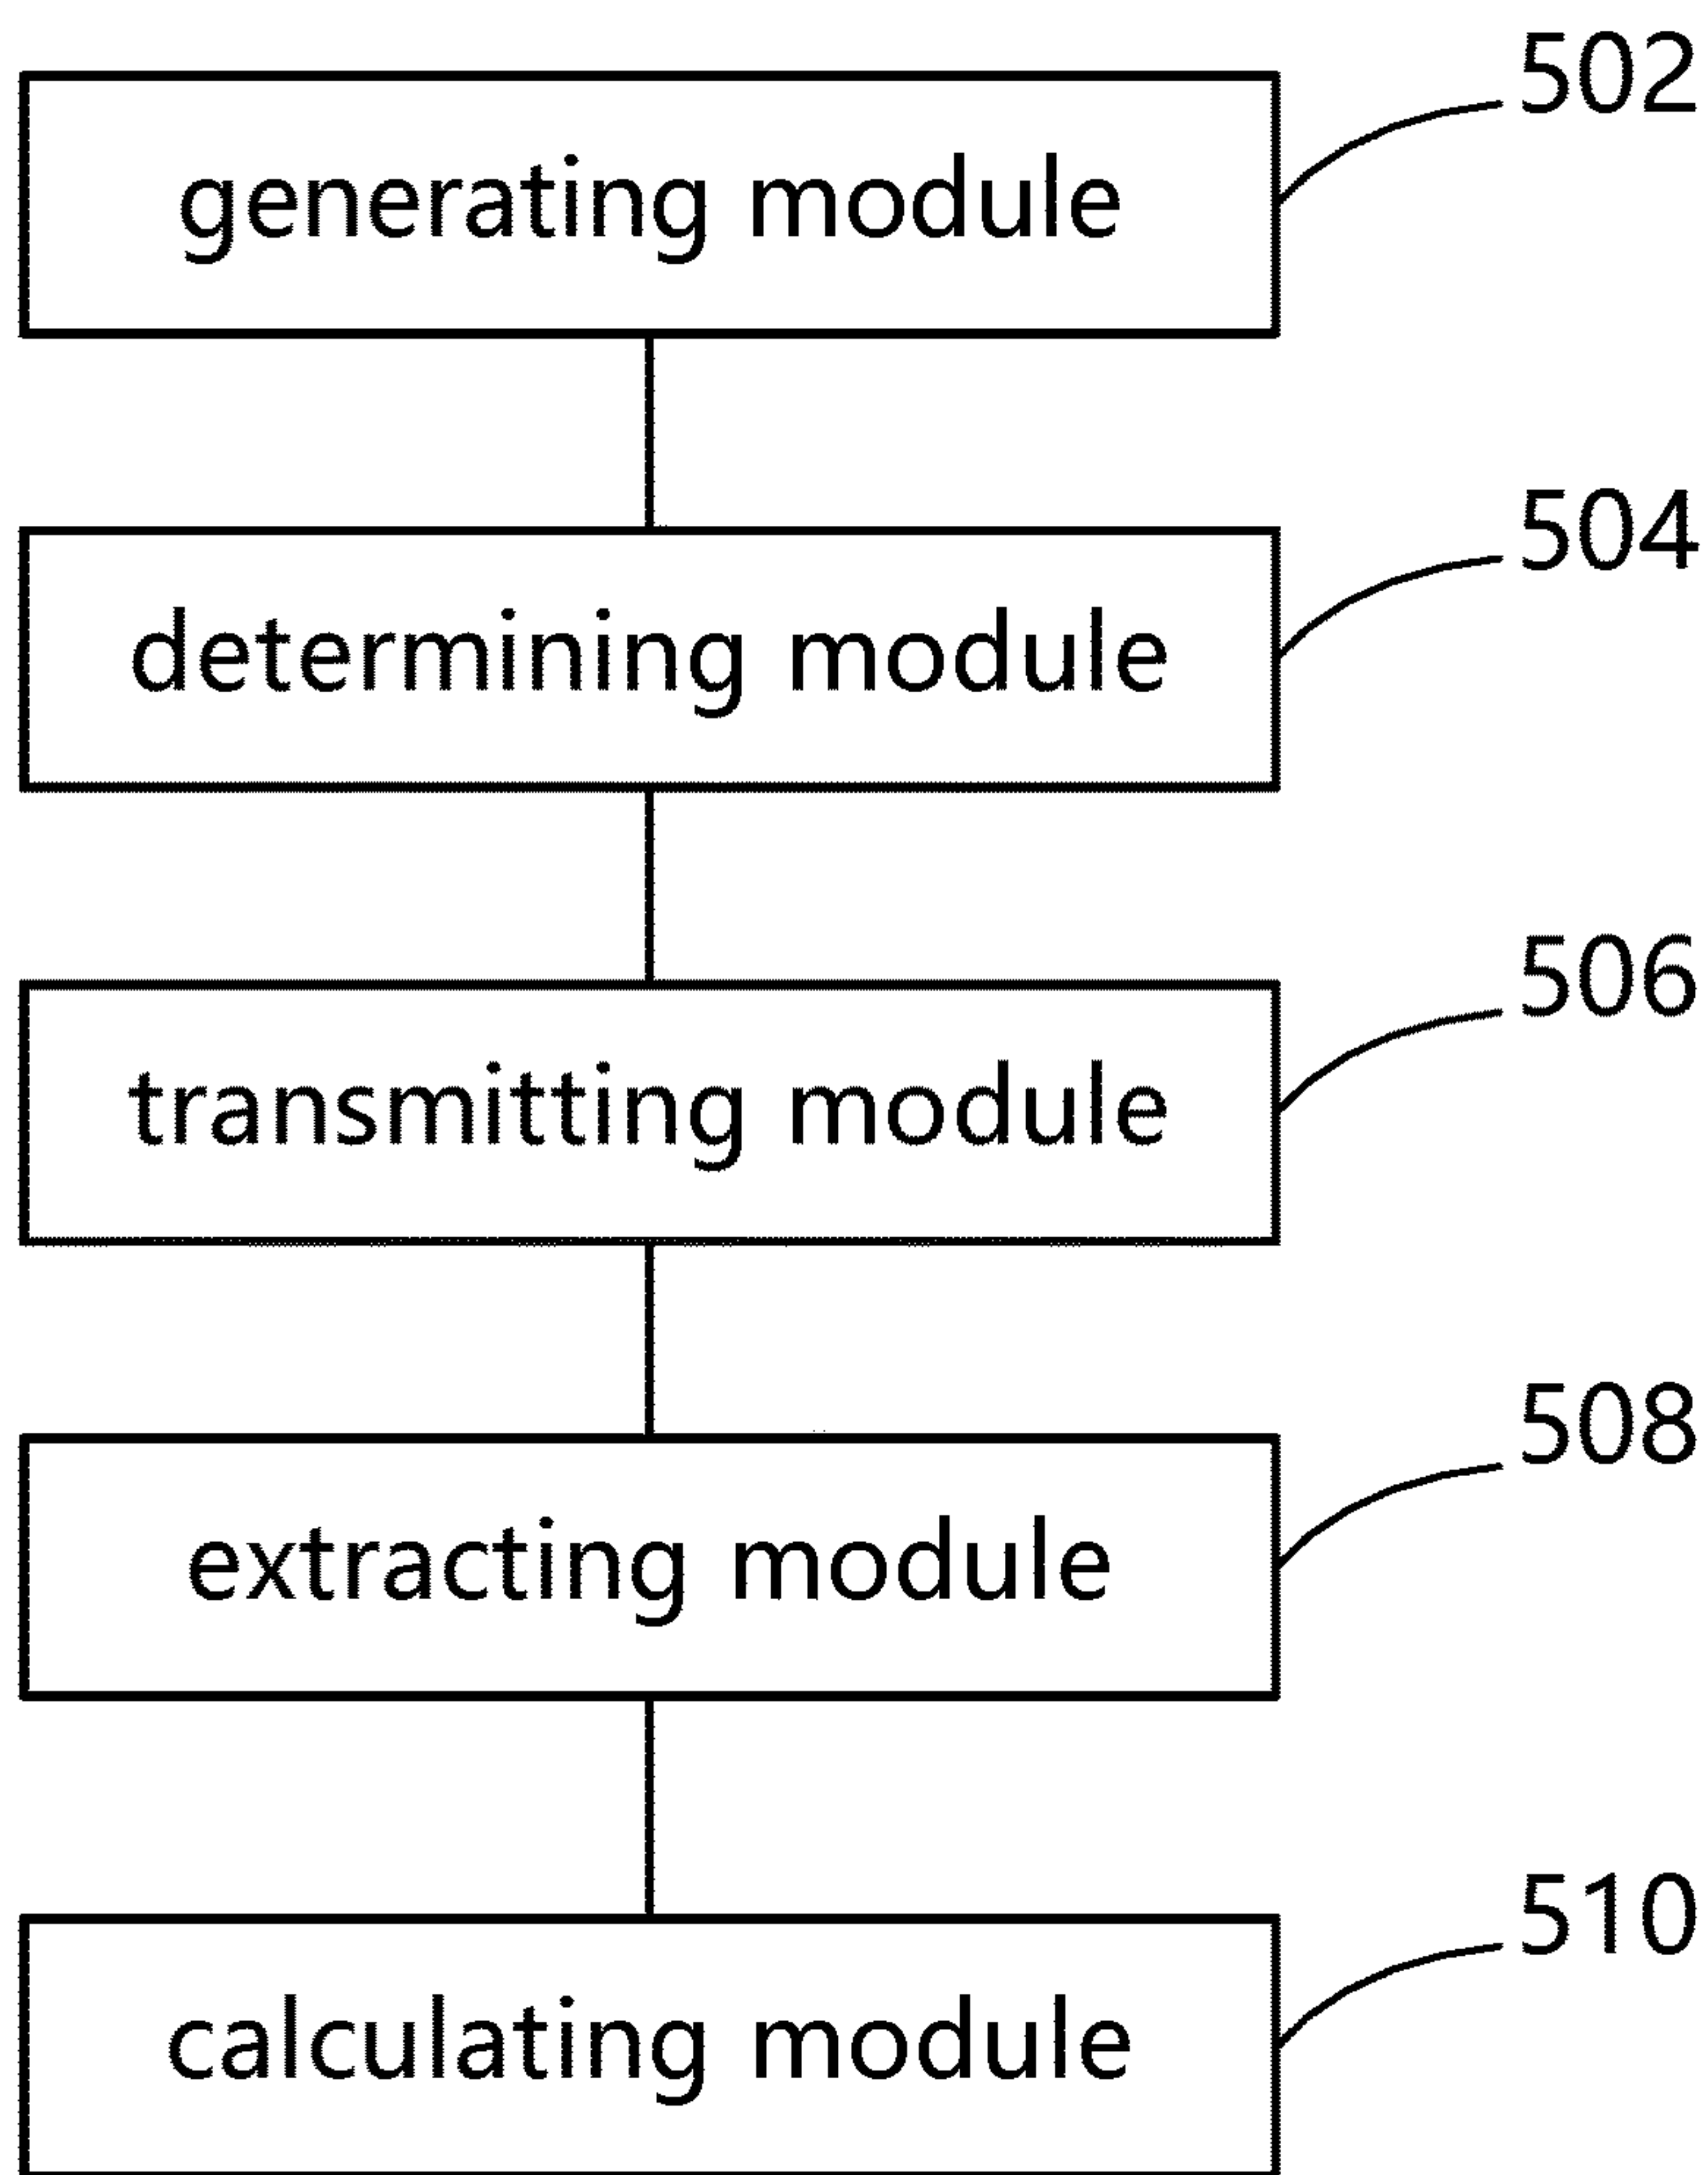 502
generating module
504
determining module
506
transmitting module
508
extracting module
510
calculating module